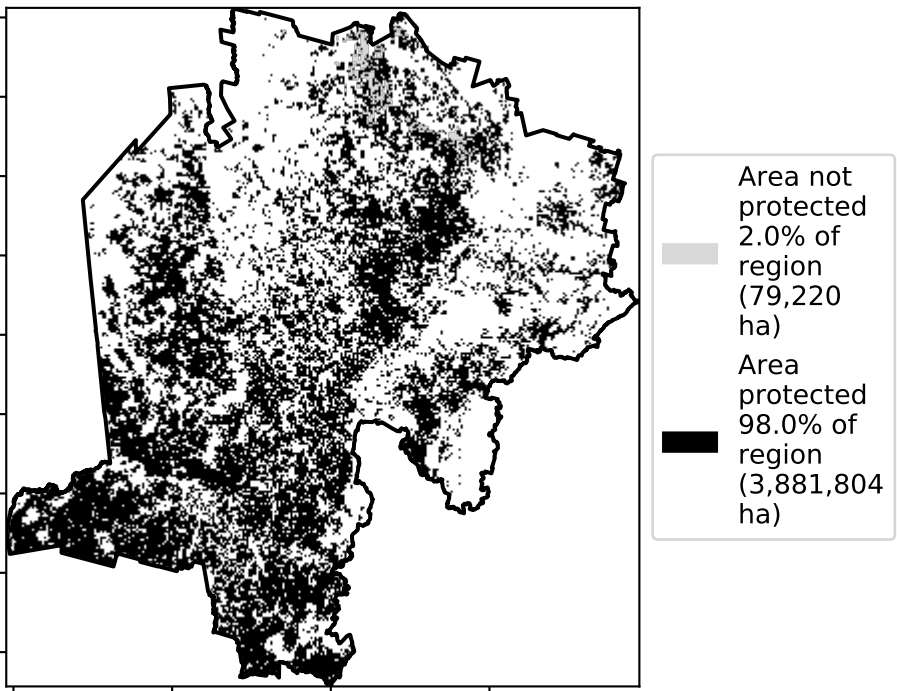 Area not
protected
2.0% of
region
(79,220
ha)
Area
protected
98.0% of
region
(3,881,804
ha)